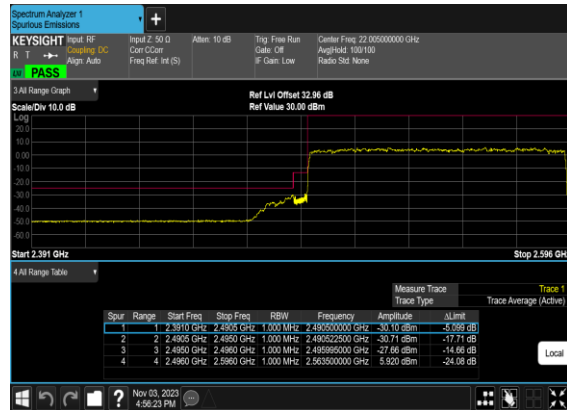 Spectrum Analyzer 1
Spurious Emissions
+
KEYSIGHT Input: RF Input Z: 50 Ω Atten: 10 dB Trig: Free Run Center Freq: 22.005000000 GHz
R T Coupling: DC Corr CCorr Gate: Off Avg|Hold: 100/100
Align: Auto Freq Ref: Int (S) IF Gain: Low Radio Std: None
PASS
3 All Range Graph
Ref Lvl Offset 32.96 dB
Scale/Div 10.0 dB Ref Value 30.00 dBm
Log
20.0
10.0
0.00
-10.0
-20.0
-30.0
-40.0
-50.0
-60.0
Start 2.391 GHz Stop 2.596 GHz
4 All Range Table
Measure Trace Trace 1
Trace Type Trace Average (Active)
Spur Range Start Freq Stop Freq RBW Frequency Amplitude ΔLimit
1 1 2.3910 GHz 2.4905 GHz 1.000 MHz 2.490500000 GHz -30.10 dBm -5.099 dB
2 2 2.4905 GHz 2.4950 GHz 1.000 MHz 2.490522500 GHz -30.71 dBm -17.71 dB
3 3 2.4950 GHz 2.4960 GHz 1.000 MHz 2.495995000 GHz -27.66 dBm -14.66 dB
4 4 2.4960 GHz 2.5960 GHz 1.000 MHz 2.563500000 GHz 5.920 dBm -24.08 dB
Local
?
Nov 03, 2023
4:56:23 PM